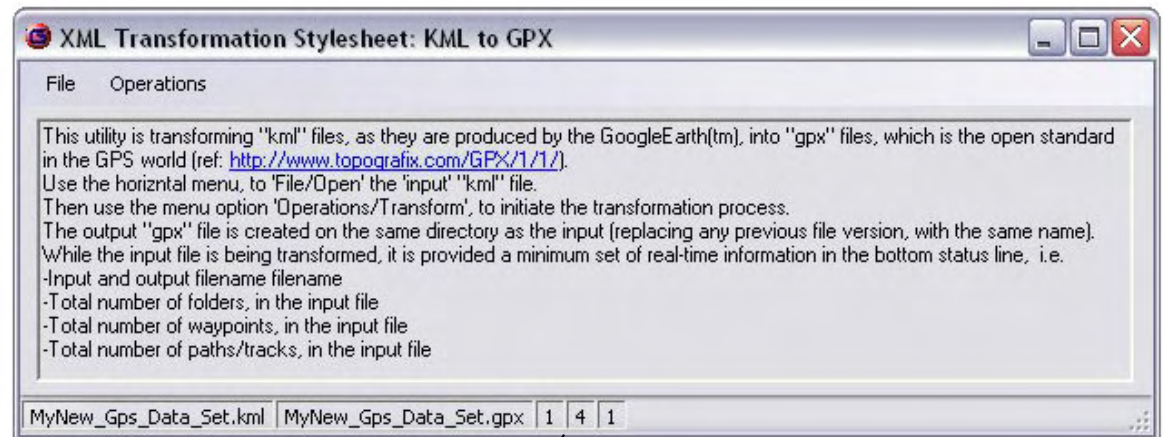 XML Transformation Stylesheet: KML to GPX
File Operations
This utility is transforming "kml" files, as they are produced by the GoogleEarth(tm), into "gpx" files, which is the open standard
in the GPS world (ref: http://www.topografix.com/GPX/1/1/).
Use the horizntal menu, to 'File/Open' the 'input' "kml" file.
Then use the menu option 'Operations/Transform', to initiate the transformation process.
The output "gpx" file is created on the same directory as the input (replacing any previous file version, with the same name).
While the input file is being transformed, it is provided a minimum set of real-time information in the bottom status line, i.e.
-Input and output filename filename
-Total number of folders, in the input file
-Total number of waypoints, in the input file
-Total number of paths/tracks, in the input file
MyNew_Gps_Data_Set.kml MyNew_Gps_Data_Set.gpx 1 4 1